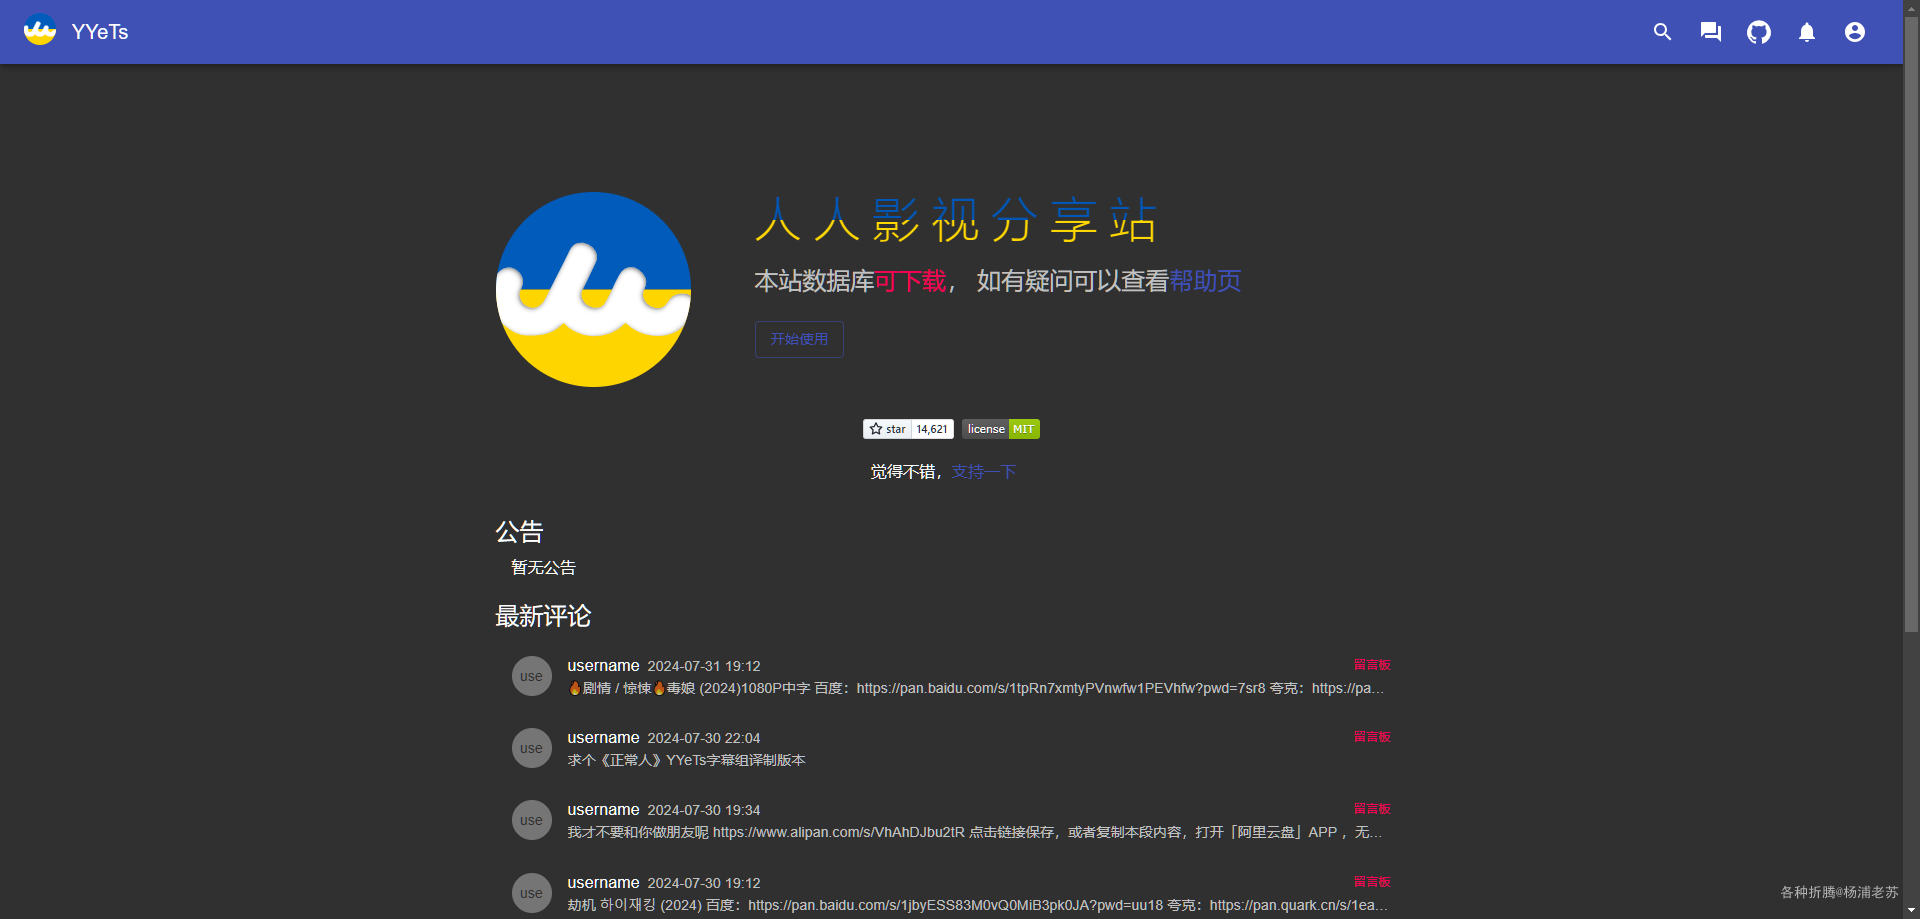 YYeTs
人人影视分享站
本站数据库可下载， 如有疑问可以查看帮助页
开始使用
star 14,621 license MIT
觉得不错，支持一下
公告
暂无公告
最新评论
use username 2024-07-31 19:12 留言板
🔥剧情 / 惊悚🔥毒娘 (2024)1080P中字 百度：https://pan.baidu.com/s/1tpRn7xmtyPVnwfw1PEVhfw?pwd=7sr8 夸克：https://pa...
use username 2024-07-30 22:04 留言板
求个《正常人》YYeTs字幕组译制版本
use username 2024-07-30 19:34 留言板
我才不要和你做朋友呢 https://www.alipan.com/s/VhAhDJbu2tR 点击链接保存，或者复制本段内容，打开「阿里云盘」APP ，无...
use username 2024-07-30 19:12 留言板
劫机 하이재킹 (2024) 百度：https://pan.baidu.com/s/1jbyESS83M0vQ0MiB3pk0JA?pwd=uu18 夸克：https://pan.quark.cn/s/1ea...
各种折腾@杨浦老苏